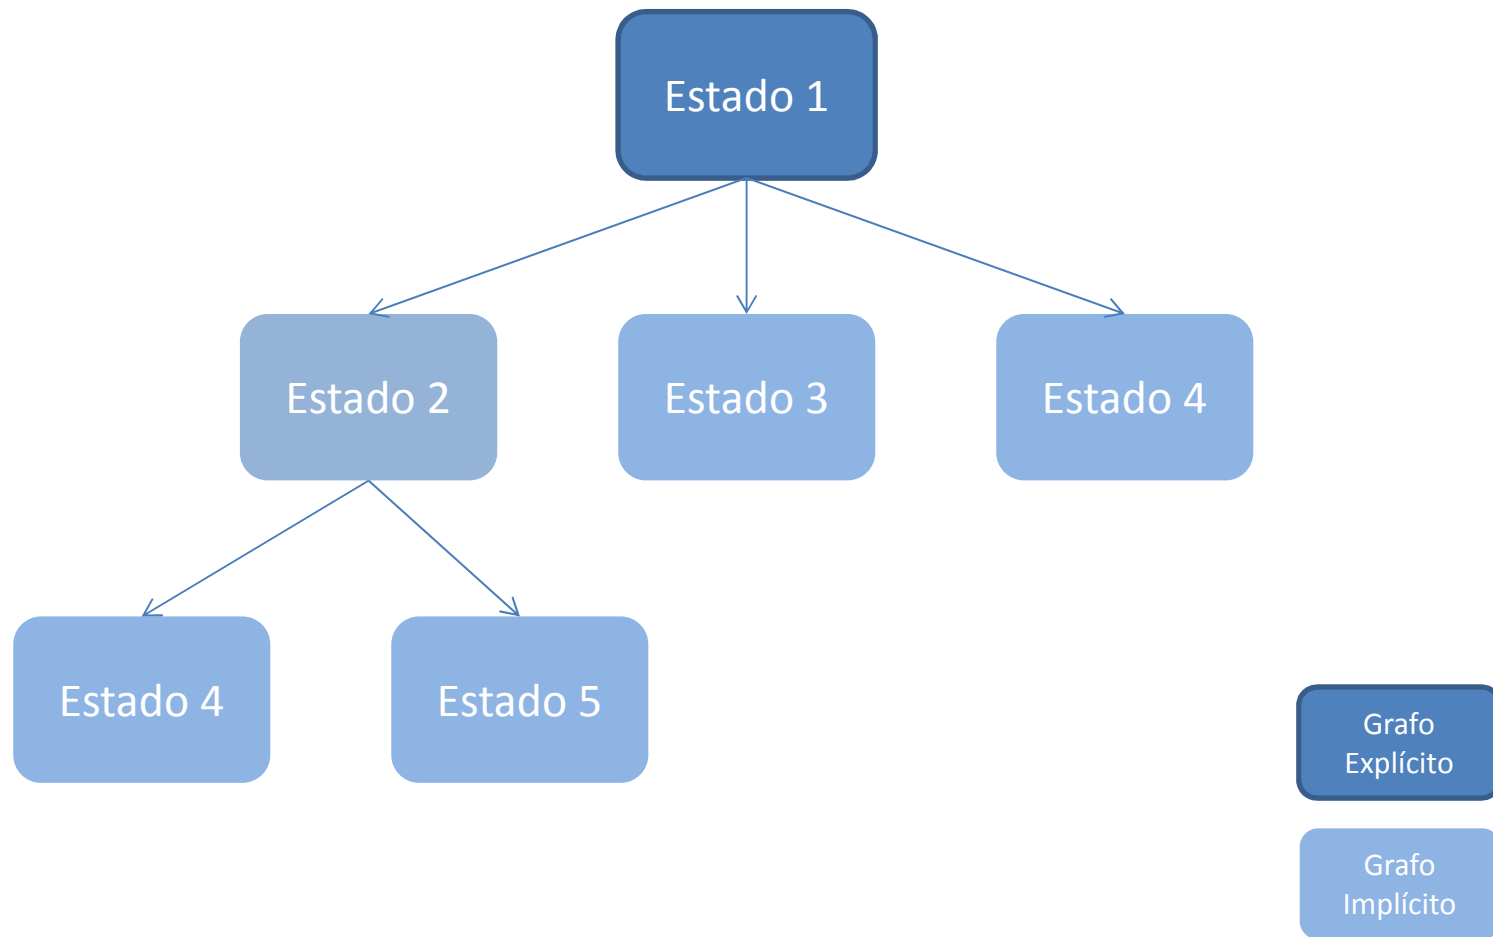 Estado 1
Estado 2
Estado 3
Estado 4
Estado 4
Estado 5
Grafo
Explícito
Grafo
Implícito